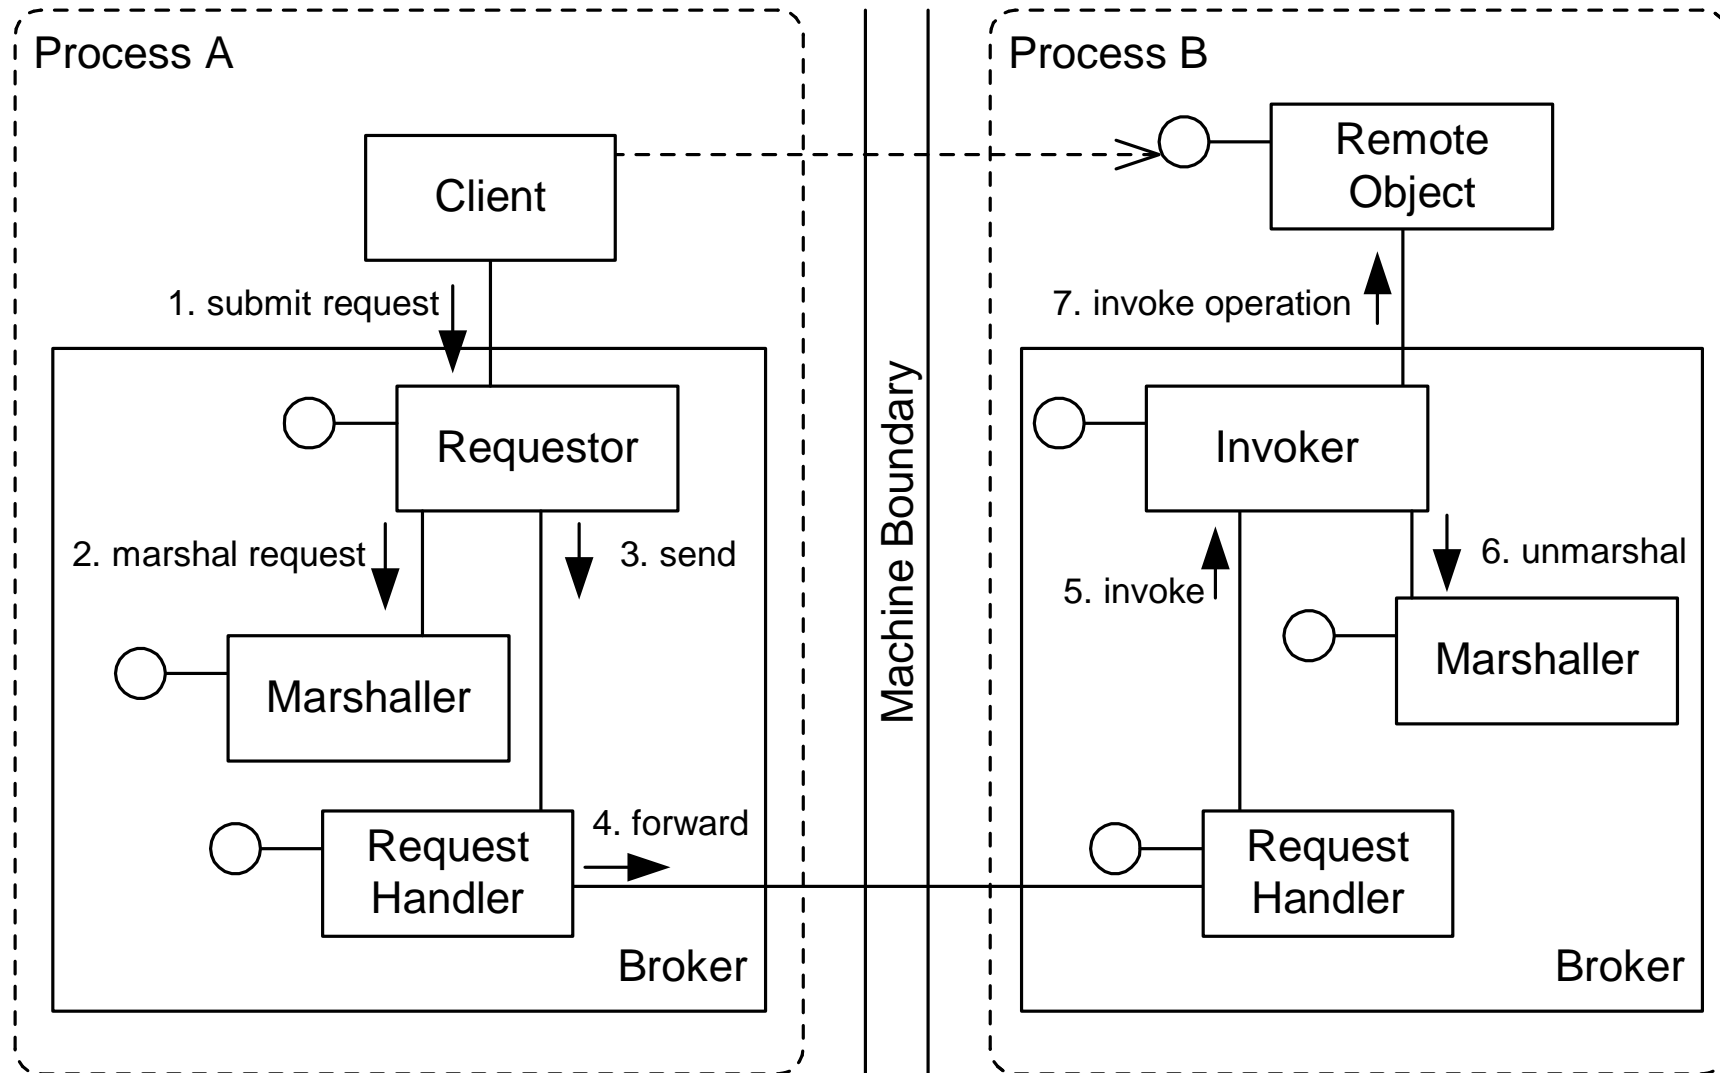 Process A
Process B
Client
Remote
Object
1. submit request
7. invoke operation
Requestor
Invoker
Machine Boundary
2. marshal request
3. send
5. invoke
6. unmarshal
Marshaller
Marshaller
4. forward
Request
Handler
Request
Handler
Broker
Broker